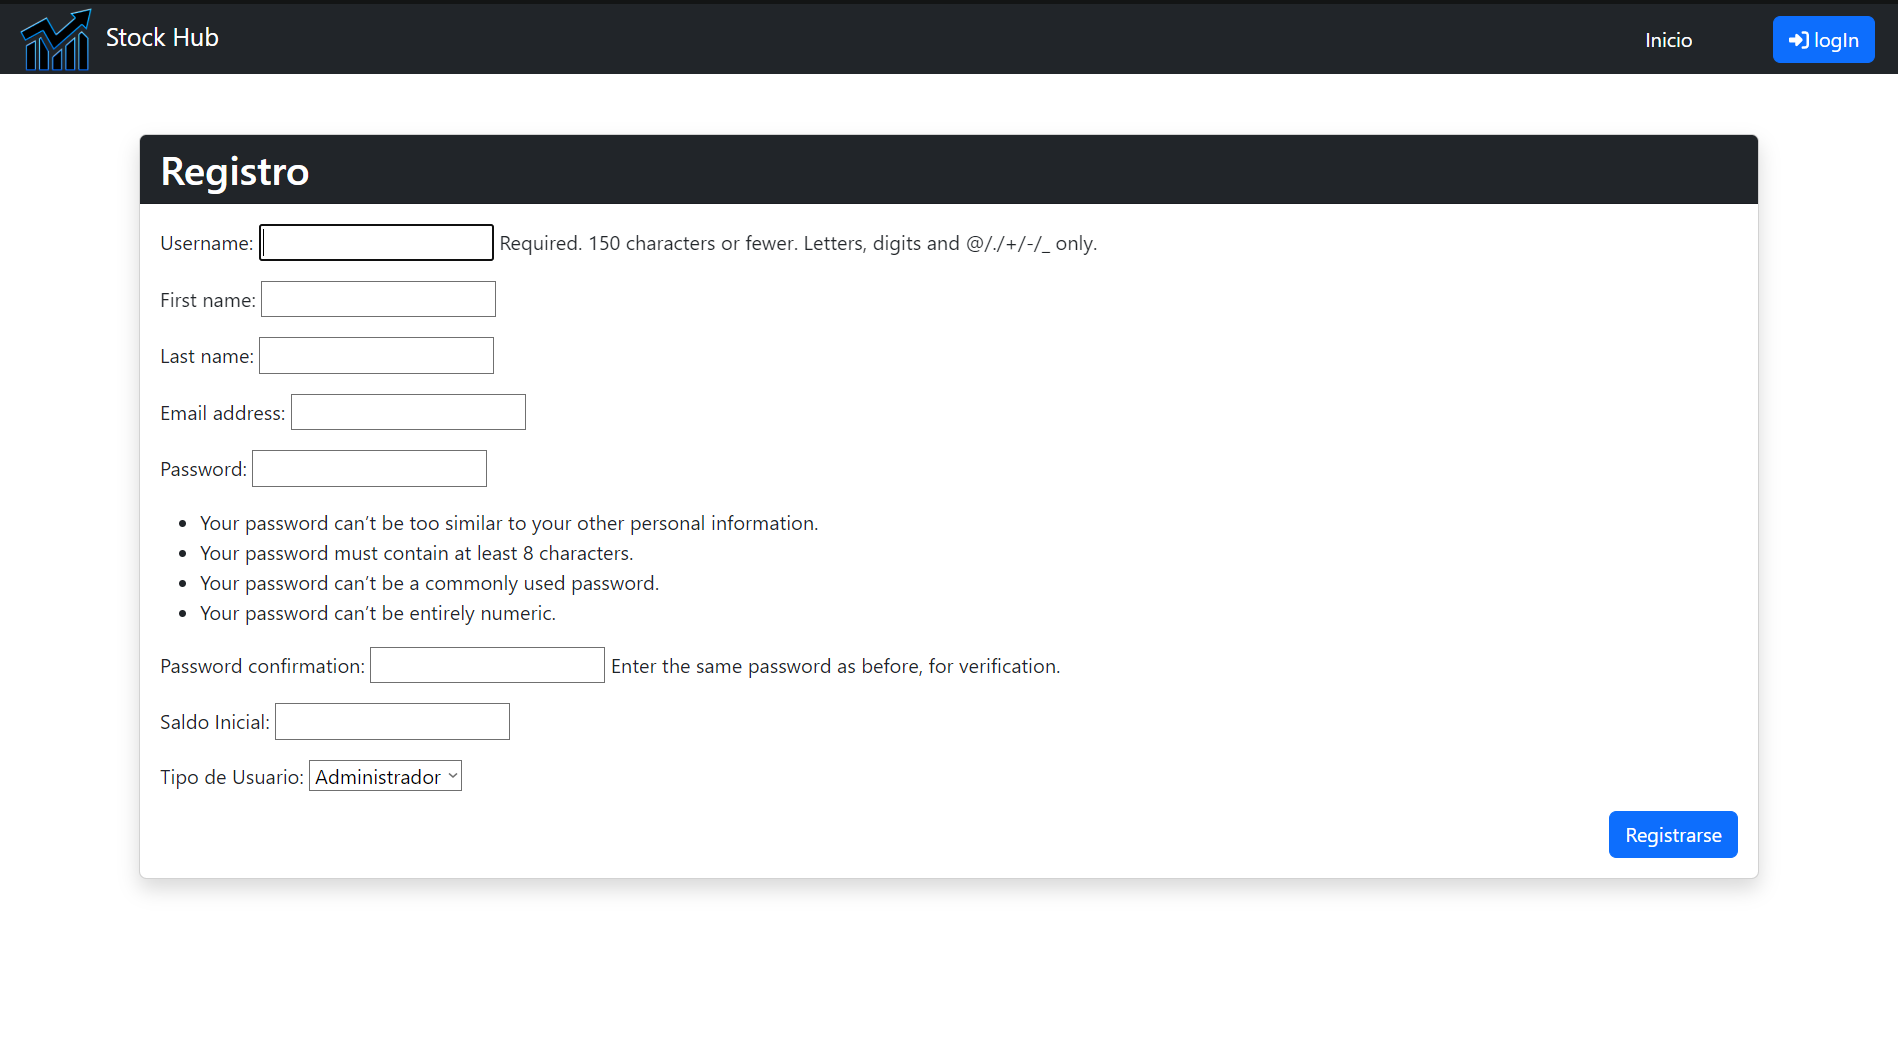 Stock Hub
Inicio
logIn
Registro
Username: Required. 150 characters or fewer. Letters, digits and @/./+/-/_ only.
First name:
Last name:
Email address:
Password:
• Your password can’t be too similar to your other personal information.
• Your password must contain at least 8 characters.
• Your password can’t be a commonly used password.
• Your password can’t be entirely numeric.
Password confirmation: Enter the same password as before, for verification.
Saldo Inicial:
Tipo de Usuario: Administrador
Registrarse